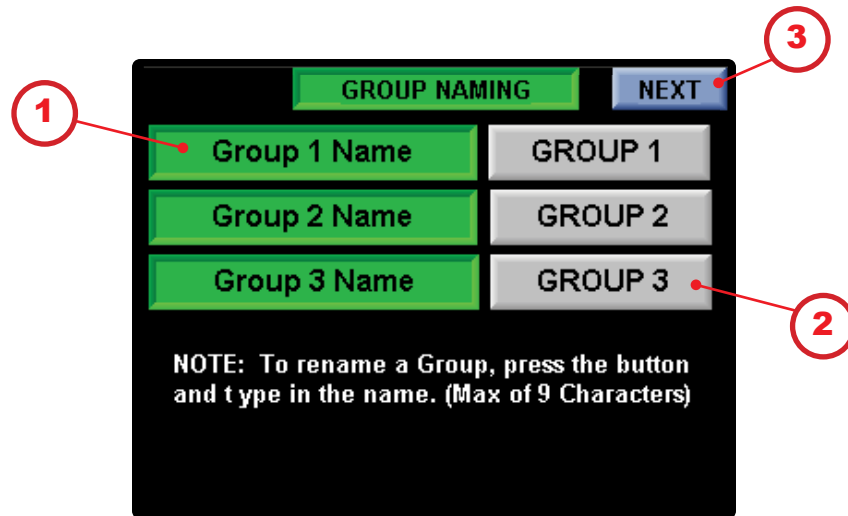 3
GROUP NAMING NEXT
1
Group 1 Name GROUP 1
Group 2 Name GROUP 2
Group 3 Name GROUP 3
2
NOTE: To rename a Group, press the button
and t ype in the name. (Max of 9 Characters)